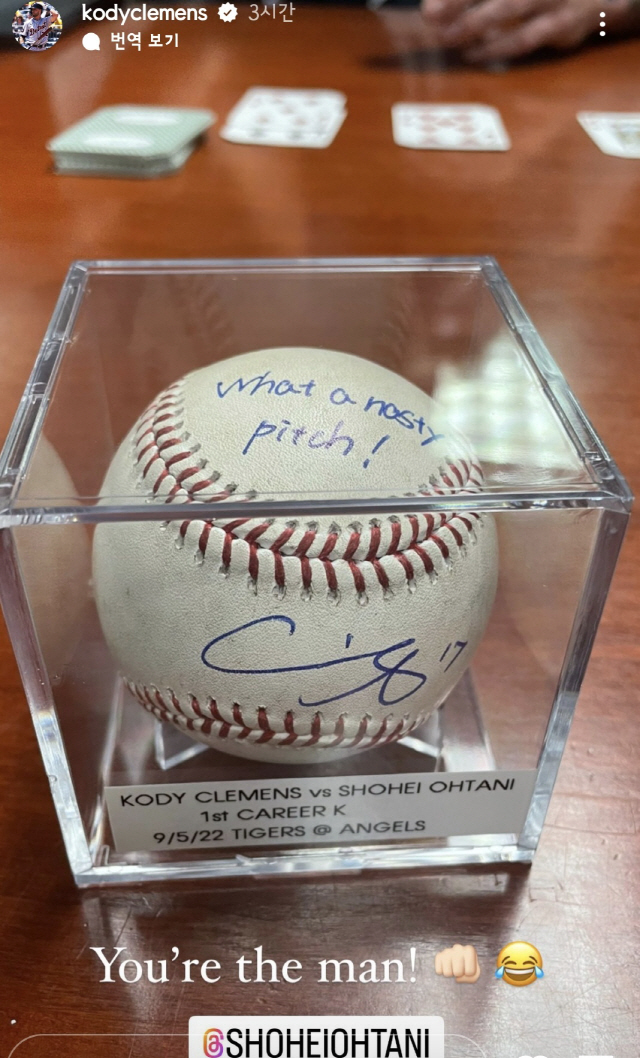 kodyclemens 3시간
번역 보기
what a nasty
pitch!
17
KODY CLEMENS vs SHOHEI OHTANI
1st CAREER K
9/5/22 TIGERS @ ANGELS
You're the man! 👊🏻 😂
@SHOHEIOHTANI